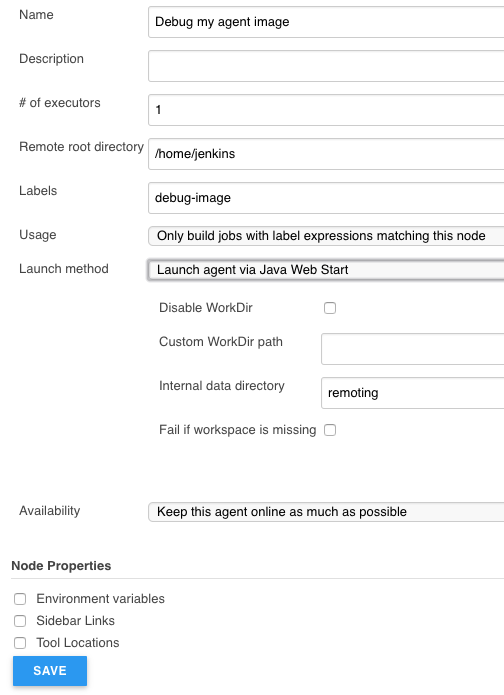 Name
Debug my agent image
Description
# of executors
1
Remote root directory
/home/jenkins
Labels
debug-image
Usage
Only build jobs with label expressions matching this node
Launch method
Launch agent via Java Web Start
Disable WorkDir
Custom WorkDir path
Internal data directory
remoting
Fail if workspace is missing
Availability
Keep this agent online as much as possible
Node Properties
Environment variables
Sidebar Links
Tool Locations
SAVE